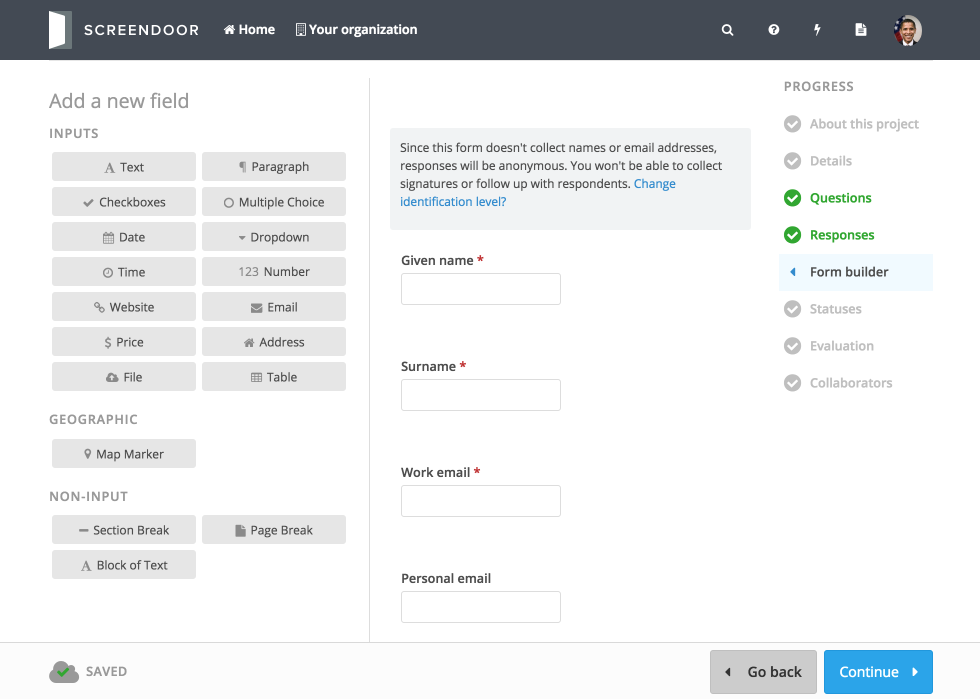 SCREENDOOR
Home
Your organization
Add a new field
INPUTS
Text
Paragraph
Checkboxes
Multiple Choice
Date
Dropdown
Time
123 Number
Website
Email
$ Price
Address
File
Table
GEOGRAPHIC
Map Marker
NON-INPUT
Section Break
Page Break
A Block of Text
Since this form doesn't collect names or email addresses,
responses will be anonymous. You won't be able to collect
signatures or follow up with respondents. Change
identification level?
Given name *
Surname *
Work email *
Personal email
PROGRESS
About this project
Details
Questions
Responses
Form builder
Statuses
Evaluation
Collaborators
SAVED
Go back
Continue